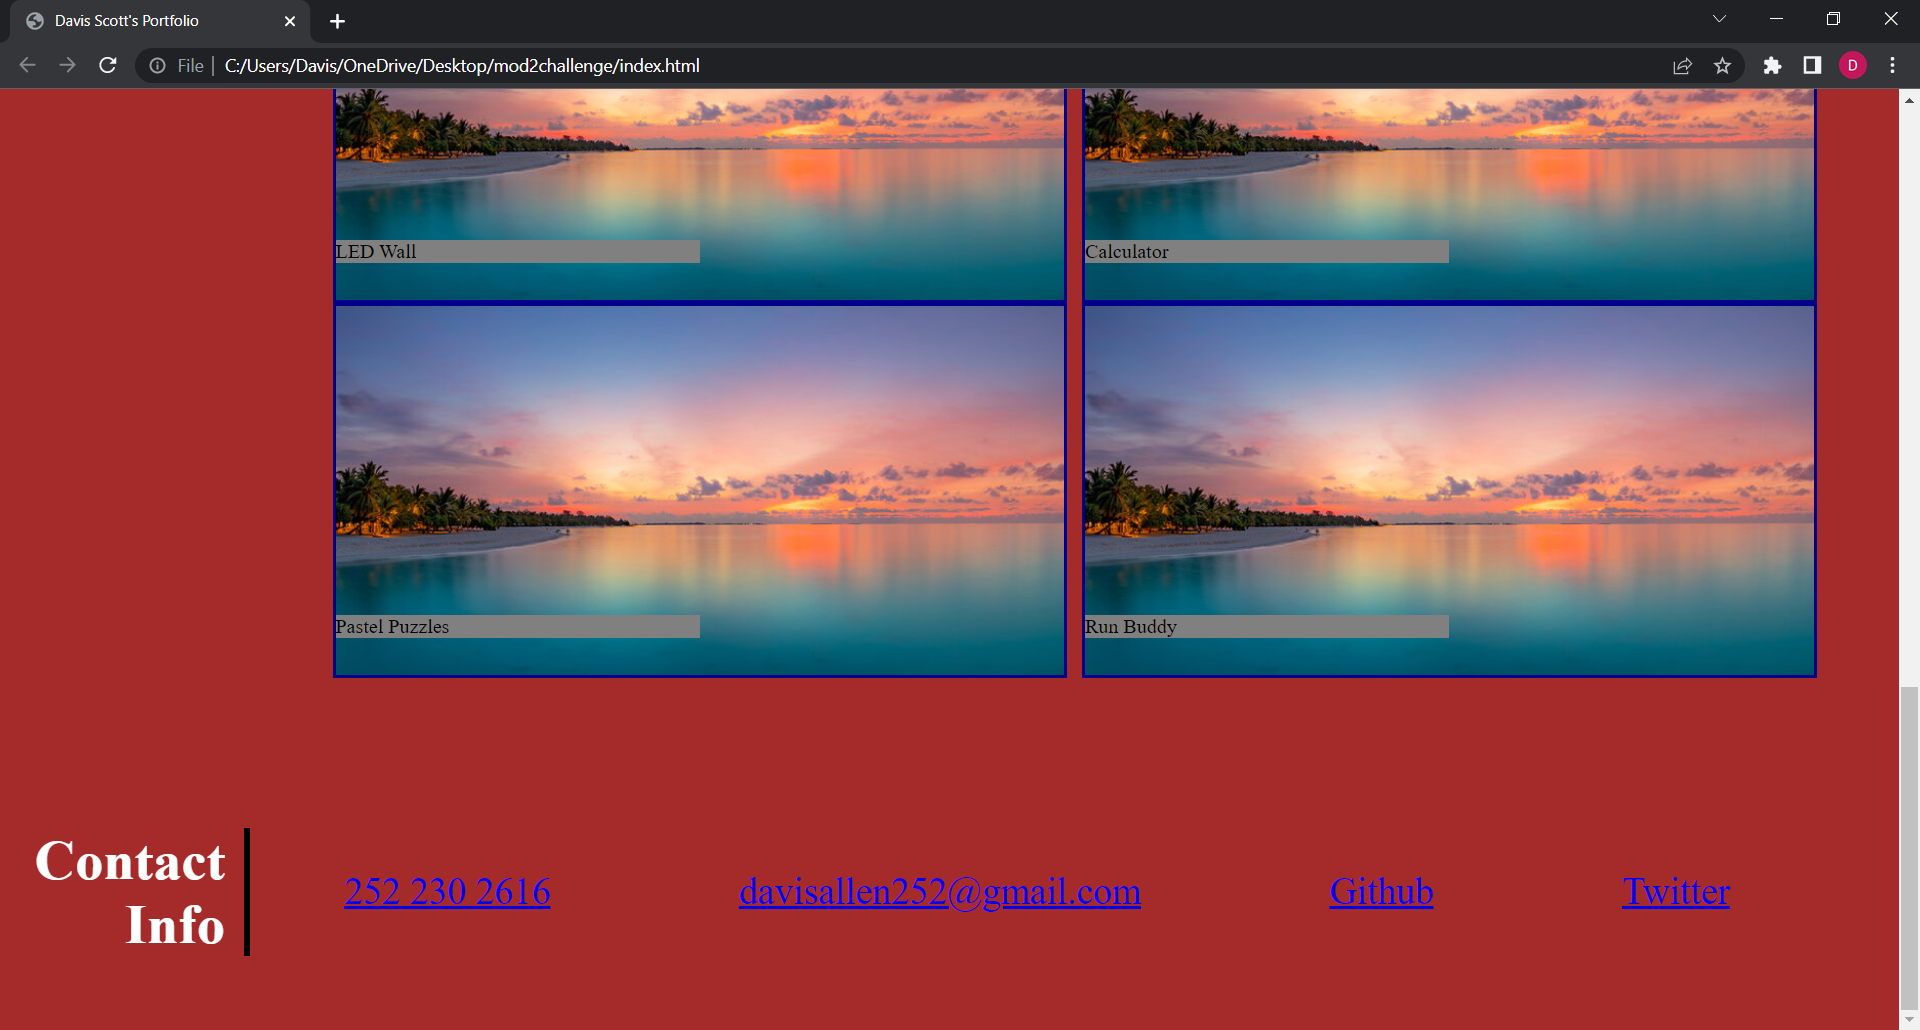 Davis Scott's Portfolio
File C:/Users/Davis/OneDrive/Desktop/mod2challenge/index.html
D
LED Wall
Calculator
Pastel Puzzles
Run Buddy
Contact
Info
252 230 2616
davisallen252@gmail.com
Github
Twitter